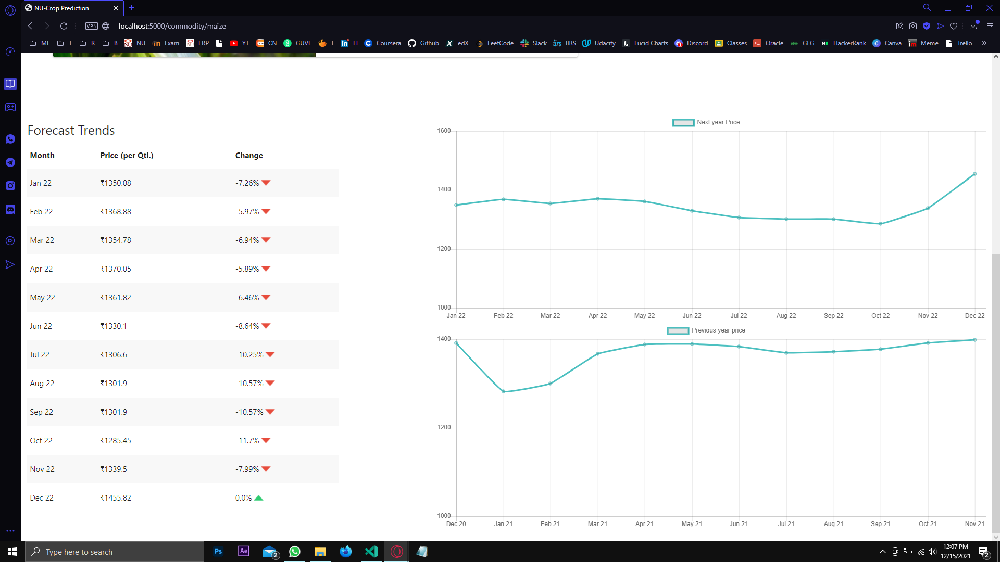 NU-Crop Prediction
VPN
localhost:5000/commodity/maize
ML T R B NU Exam ERP YT CN GUVI T LI Coursera Github edX LeetCode Slack IIRS Udacity Lucid Charts Discord Classes Oracle GFG HackerRank Canva Meme Trello
Forecast Trends
Month Price (per Qtl.) Change
Jan 22 ₹1350.08 -7.26%
Feb 22 ₹1368.88 -5.97%
Mar 22 ₹1354.78 -6.94%
Apr 22 ₹1370.05 -5.89%
May 22 ₹1361.82 -6.46%
Jun 22 ₹1330.1 -8.64%
Jul 22 ₹1306.6 -10.25%
Aug 22 ₹1301.9 -10.57%
Sep 22 ₹1301.9 -10.57%
Oct 22 ₹1285.45 -11.7%
Nov 22 ₹1339.5 -7.99%
Dec 22 ₹1455.82 0.0%
Next year Price
1600
1400
1200
1000
Jan 22 Feb 22 Mar 22 Apr 22 May 22 Jun 22 Jul 22 Aug 22 Sep 22 Oct 22 Nov 22 Dec 22
Previous year price
1400
1200
1000
Dec 20 Jan 21 Feb 21 Mar 21 Apr 21 May 21 Jun 21 Jul 21 Aug 21 Sep 21 Oct 21 Nov 21
Type here to search
Ps
Ae
2
12:07 PM
12/15/2021
2